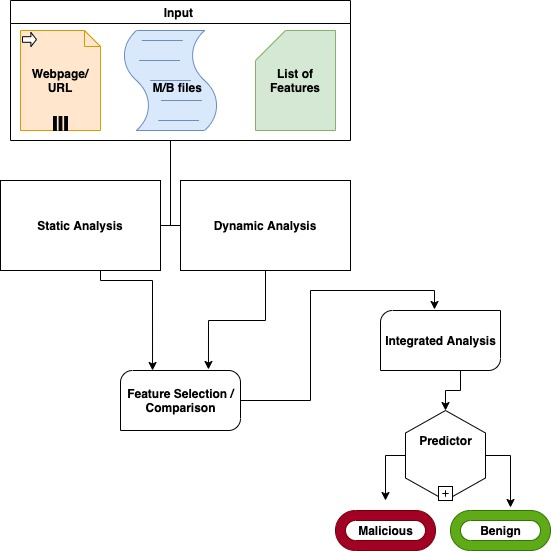 Input
Webpage/
URL
M/B files
List of
Features
Static Analysis
Dynamic Analysis
Integrated Analysis
Feature Selection /
Comparison
Predictor
Malicious
Benign